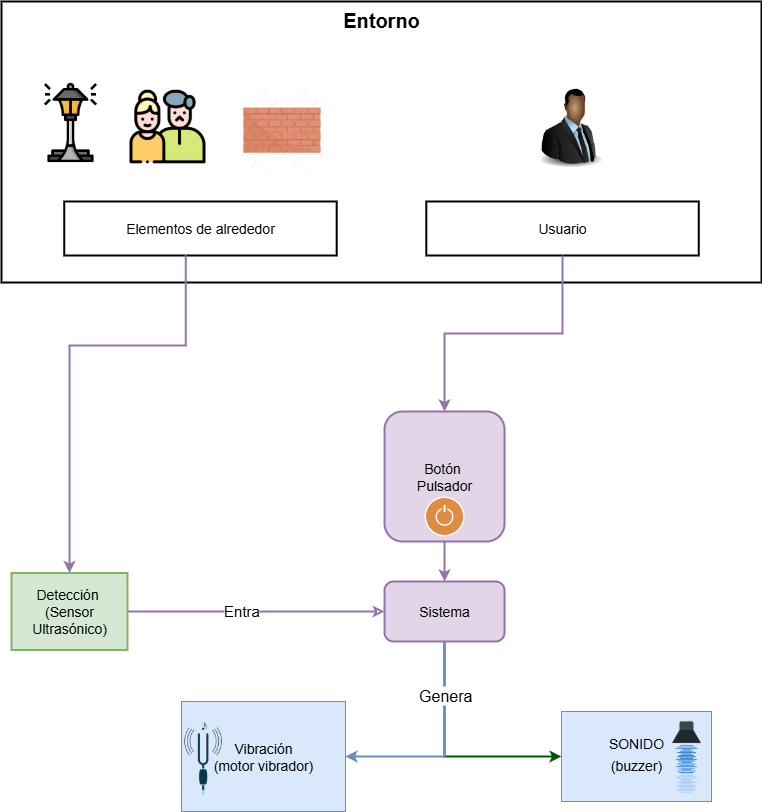 Entorno
Elementos de alrededor
Usuario
Botón
Pulsador
Detección
(Sensor
Ultrasónico)
Entra
Sistema
Genera
Vibración
(motor vibrador)
SONIDO
(buzzer)